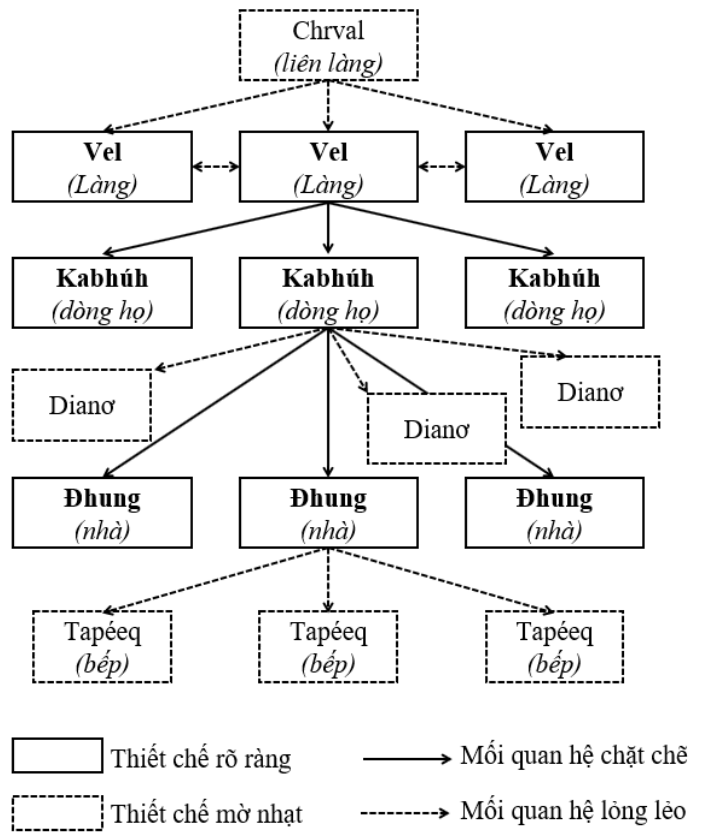 Chrval
(liên làng)
Vel
(Làng)
Vel
(Làng)
Vel
(Làng)
Kabhúh
(dòng họ)
Kabhúh
(dòng họ)
Kabhúh
(dòng họ)
Dianơ
Dianơ
Dianơ
Đhung
(nhà)
Đhung
(nhà)
Đhung
(nhà)
Tapéeq
(bếp)
Tapéeq
(bếp)
Tapéeq
(bếp)
Thiết chế rõ ràng
Mối quan hệ chặt chẽ
Thiết chế mờ nhạt
Mối quan hệ lỏng lẻo